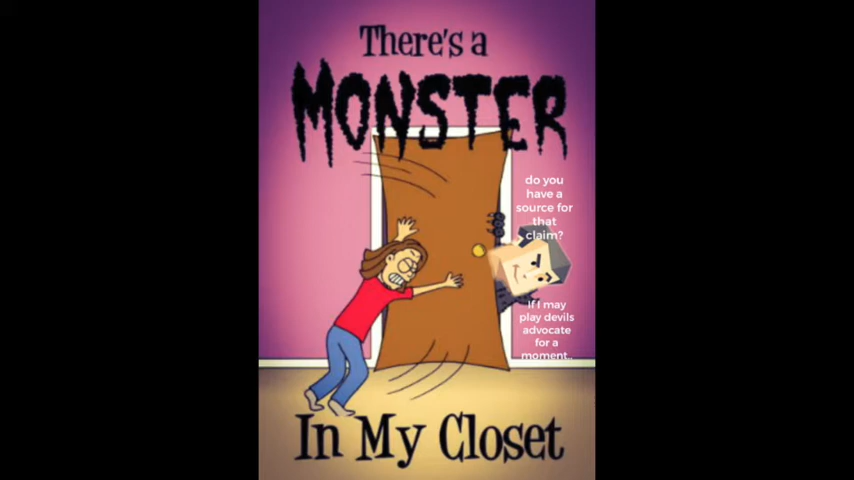 There's a
MONSTER
do you
have a
source for
that
claim?
If I may
play devils
advocate
for a
moment..
In My Closet